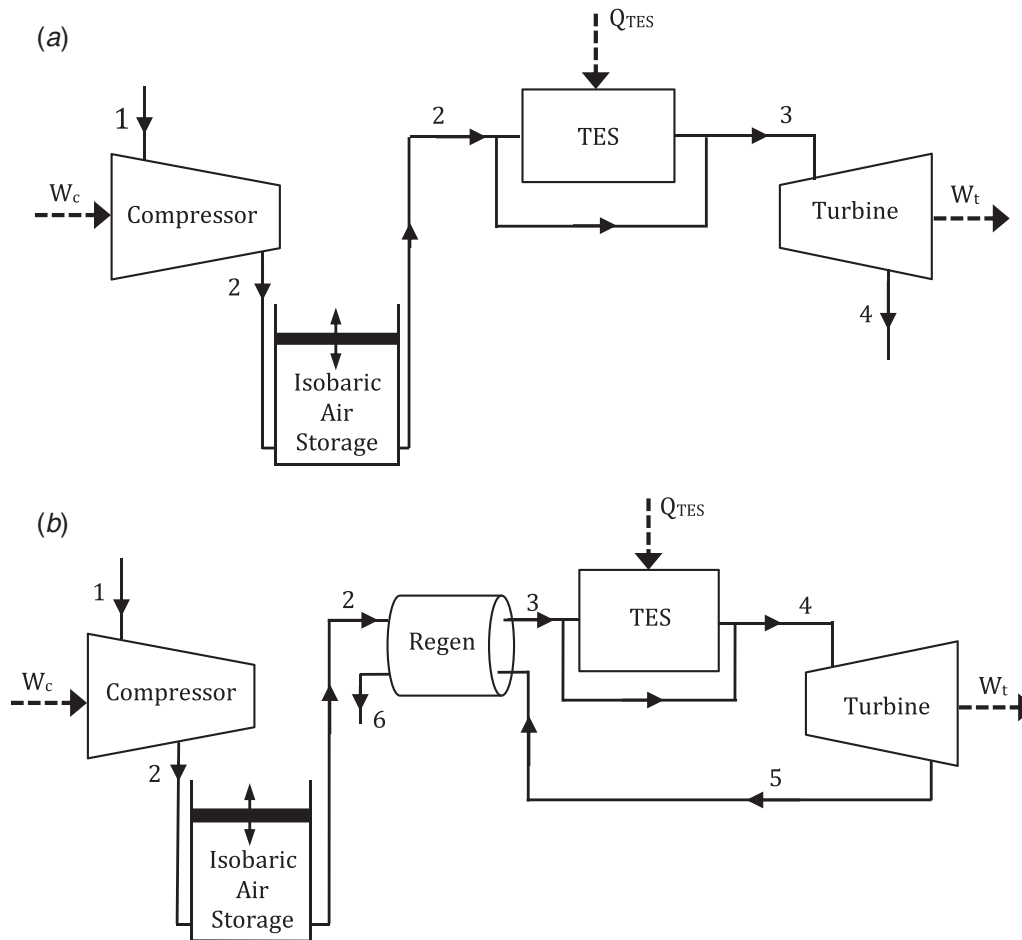 (a)
QTES
1
2
TES
3
Wc
Compressor
Turbine
Wt
2
4
Isobaric
Air
Storage
(b)
QTES
1
2
3
TES
4
Regen
Wc
Compressor
6
Turbine
Wt
2
5
Isobaric
Air
Storage